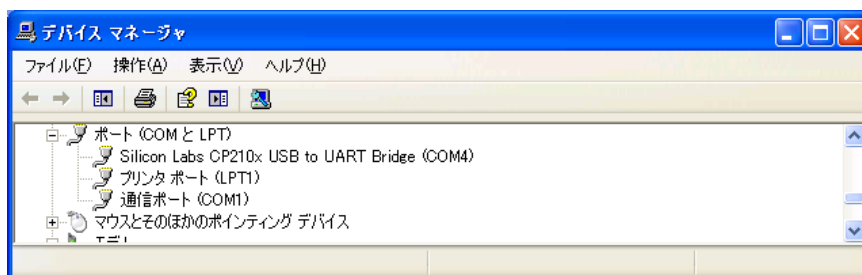 デバイス マネージャ
ファイル(F) 操作(A) 表示(V) ヘルプ(H)
ポート (COM と LPT)
Silicon Labs CP210x USB to UART Bridge (COM4)
プリンタ ポート (LPT1)
通信ポート (COM1)
マウスとそのほかのポインティング デバイス